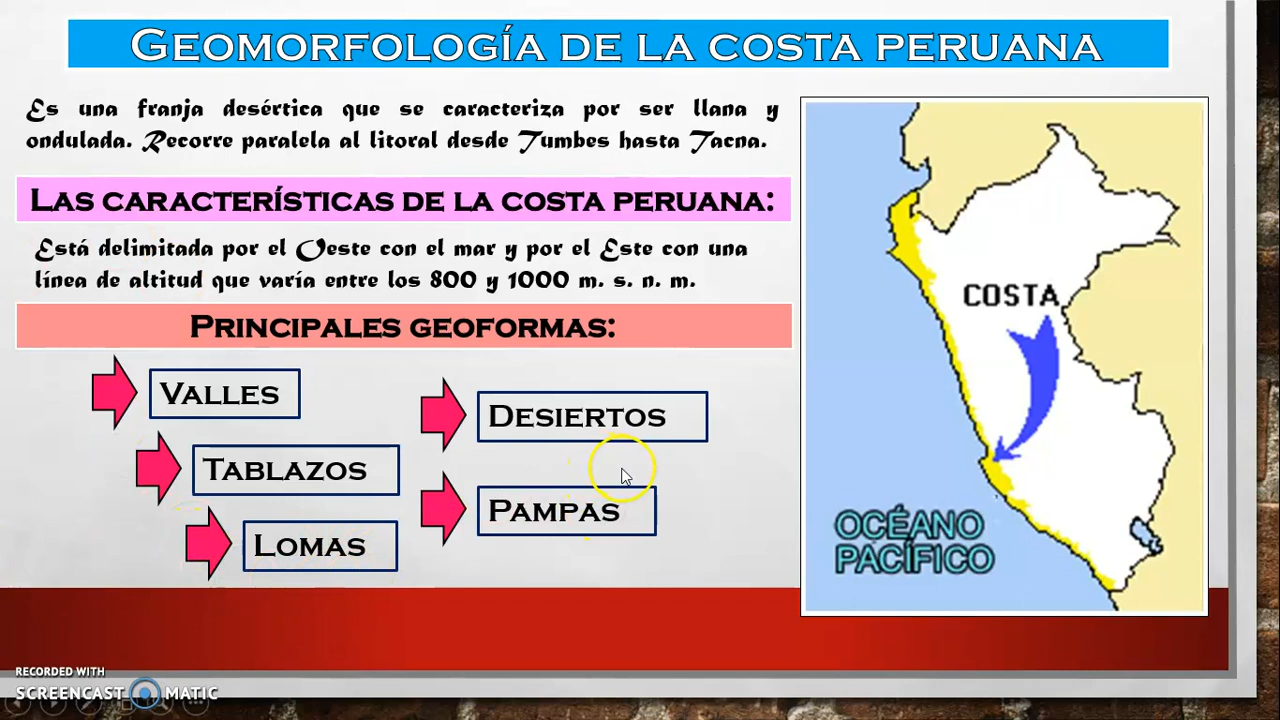 GEOMORFOLOGÍA DE LA COSTA PERUANA
Es una franja desértica que se caracteriza por ser llana y
ondulada. Recorre paralela al litoral desde Tumbes hasta Tacna.
LAS CARACTERÍSTICAS DE LA COSTA PERUANA:
Está delimitada por el Oeste con el mar y por el Este con una
línea de altitud que varía entre los 800 y 1000 m. s. n. m.
PRINCIPALES GEOFORMAS:
VALLES
TABLAZOS
LOMAS
DESIERTOS
PAMPAS
COSTA
OCÉANO
PACÍFICO
RECORDED WITH
SCREENCAST MATIC